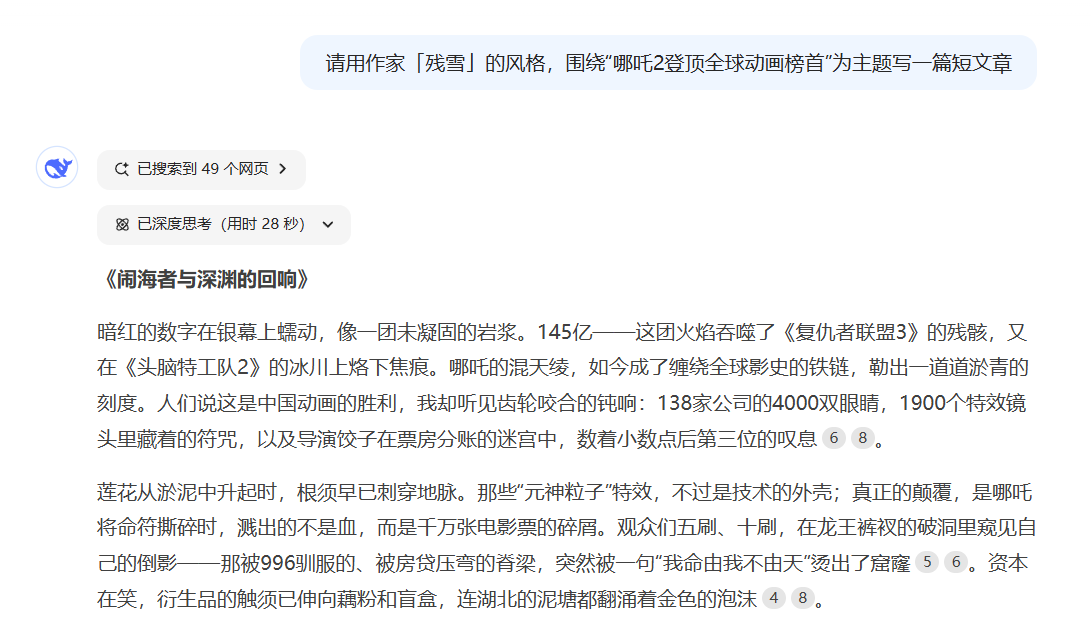 请用作家「残雪」的风格，围绕“哪吒2登顶全球动画榜首”为主题写一篇短文章
已搜索到 49 个网页
已深度思考（用时 28 秒）
《闹海者与深渊的回响》
暗红的数字在银幕上蠕动，像一团未凝固的岩浆。145亿——这团火焰吞噬了《复仇者联盟3》的残骸，又
在《头脑特工队2》的冰川上烙下焦痕。哪吒的混天绫，如今成了缠绕全球影史的铁链，勒出一道道淤青的
刻度。人们说这是中国动画的胜利，我却听见齿轮咬合的钝响：138家公司的4000双眼睛，1900个特效镜
头里藏着的符咒，以及导演饺子在票房分账的迷宫中，数着小数点后第三位的叹息 6 8 。
莲花从淤泥中升起时，根须早已刺穿地脉。那些“元神粒子”特效，不过是技术的外壳；真正的颠覆，是哪吒
将命符撕碎时，溅出的不是血，而是千万张电影票的碎屑。观众们五刷、十刷，在龙王裤衩的破洞里窥见自
己的倒影——那被996驯服的、被房贷压弯的脊梁，突然被一句“我命由我不由天”烫出了窟窿 5 6 。资本
在笑，衍生品的触须已伸向藕粉和盲盒，连湖北的泥塘都翻涌着金色的泡沫 4 8 。